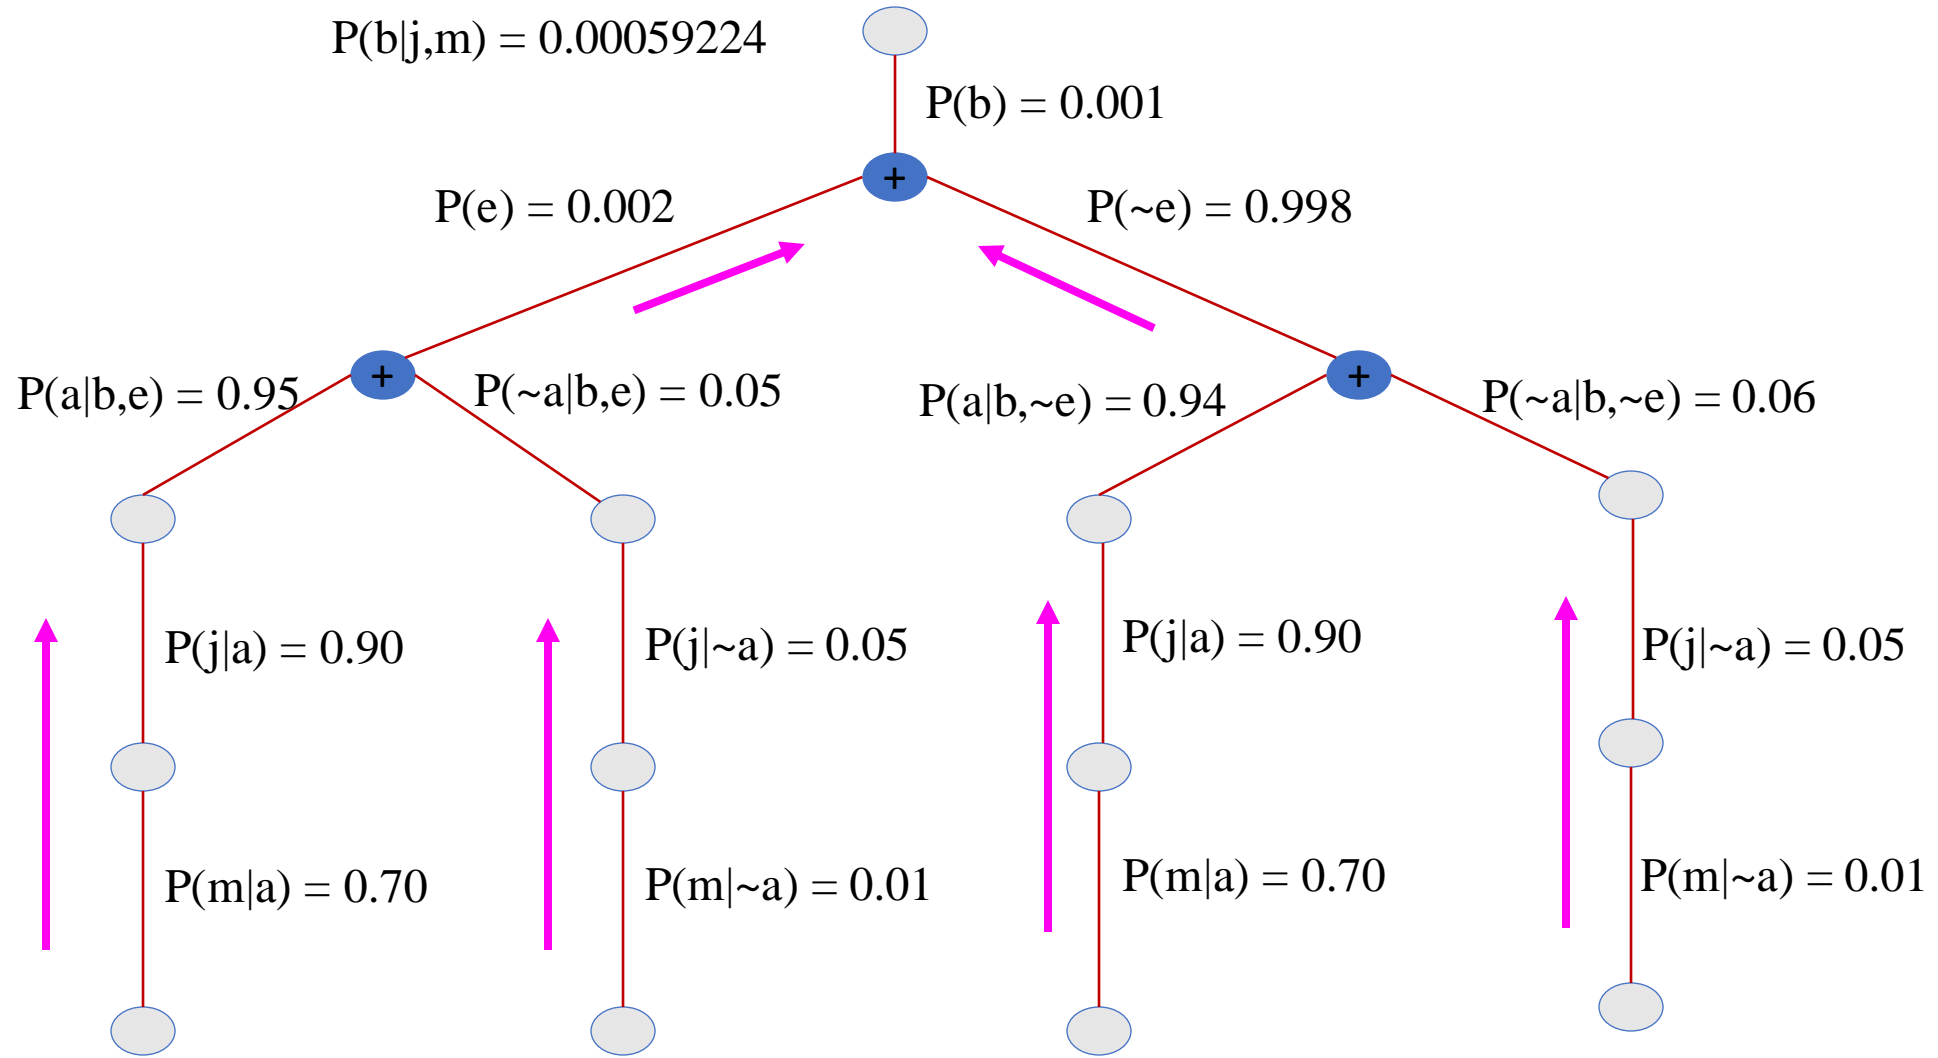 P(b|j,m) = 0.00059224
P(b) = 0.001
+
P(e) = 0.002
P(~e) = 0.998
+
+
P(a|b,e) = 0.95
P(~a|b,e) = 0.05
P(a|b,~e) = 0.94
P(~a|b,~e) = 0.06
P(j|a) = 0.90
P(j|~a) = 0.05
P(j|a) = 0.90
P(j|~a) = 0.05
P(m|a) = 0.70
P(m|~a) = 0.01
P(m|a) = 0.70
P(m|~a) = 0.01